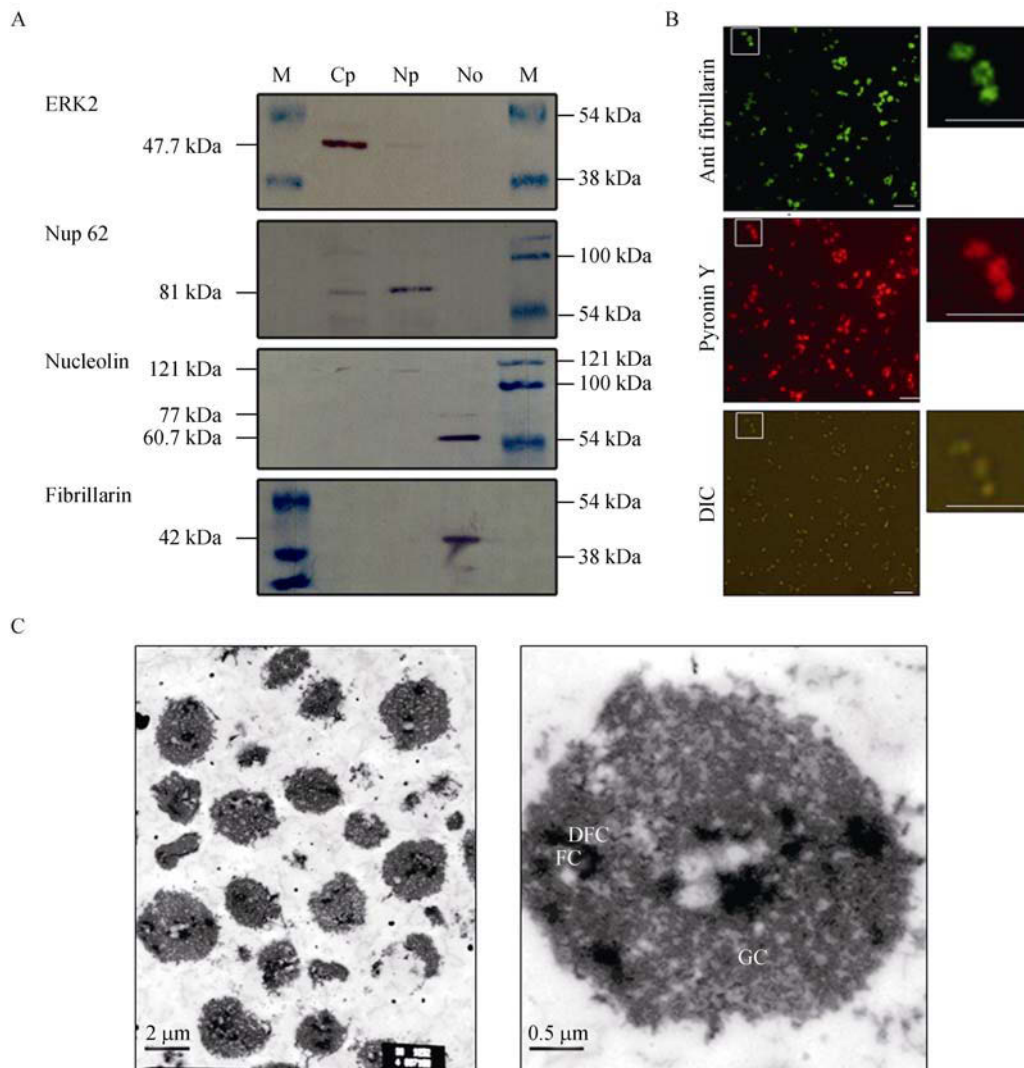 A
M Cp Np No M
ERK2
54 kDa
47.7 kDa
38 kDa
Nup 62
100 kDa
81 kDa
54 kDa
Nucleolin
121 kDa
121 kDa
100 kDa
77 kDa
60.7 kDa
54 kDa
Fibrillarin
54 kDa
42 kDa
38 kDa
B
Anti fibrillarin
Pyronin Y
DIC
C
2 μm
DFC
FC
GC
0.5 μm